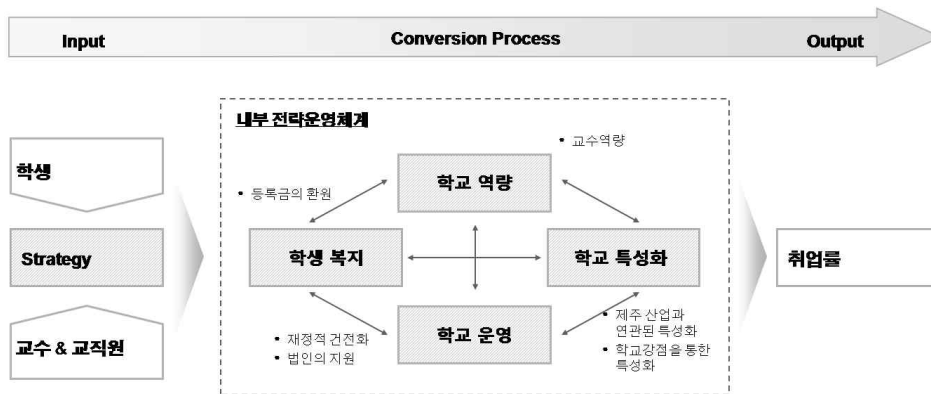 Input
Conversion Process
Output
내부 전략운영체계
• 교수역량
학생
학교 역량
• 등록금의 환원
Strategy
학생 복지
학교 특성화
취업률
교수 & 교직원
• 재정적 건전화
• 법인의 지원
학교 운영
• 제주 산업과
연관된 특성화
• 학교강점을 통한
특성화